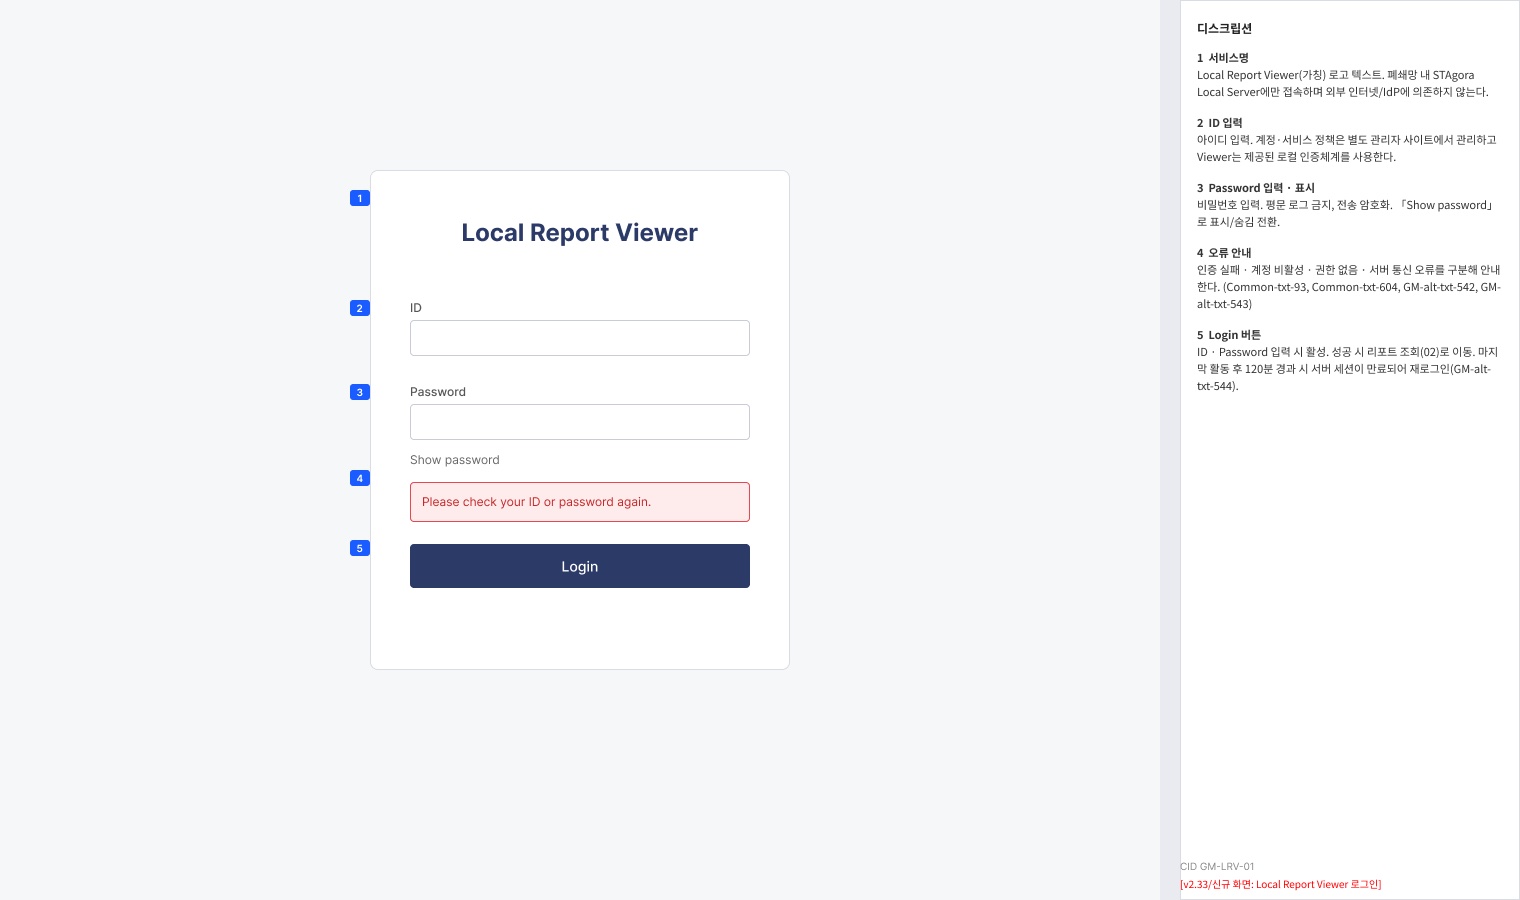 1
Local Report Viewer
2
ID
3
Password
Show password
4
Please check your ID or password again.
5
Login
디스크립션
1 서비스명
Local Report Viewer(가칭) 로고 텍스트. 폐쇄망 내 STAgora
Local Server에만 접속하며 외부 인터넷/IdP에 의존하지 않는다.
2 ID 입력
아이디 입력. 계정·서비스 정책은 별도 관리자 사이트에서 관리하고
Viewer는 제공된 로컬 인증체계를 사용한다.
3 Password 입력 · 표시
비밀번호 입력. 평문 로그 금지, 전송 암호화. 「Show password」
로 표시/숨김 전환.
4 오류 안내
인증 실패 · 계정 비활성 · 권한 없음 · 서버 통신 오류를 구분해 안내
한다. (Common-txt-93, Common-txt-604, GM-alt-txt-542, GM-
alt-txt-543)
5 Login 버튼
ID · Password 입력 시 활성. 성공 시 리포트 조회(02)로 이동. 마지
막 활동 후 120분 경과 시 서버 세션이 만료되어 재로그인(GM-alt-
txt-544).
CID GM-LRV-01
[v2.33/신규 화면: Local Report Viewer 로그인]